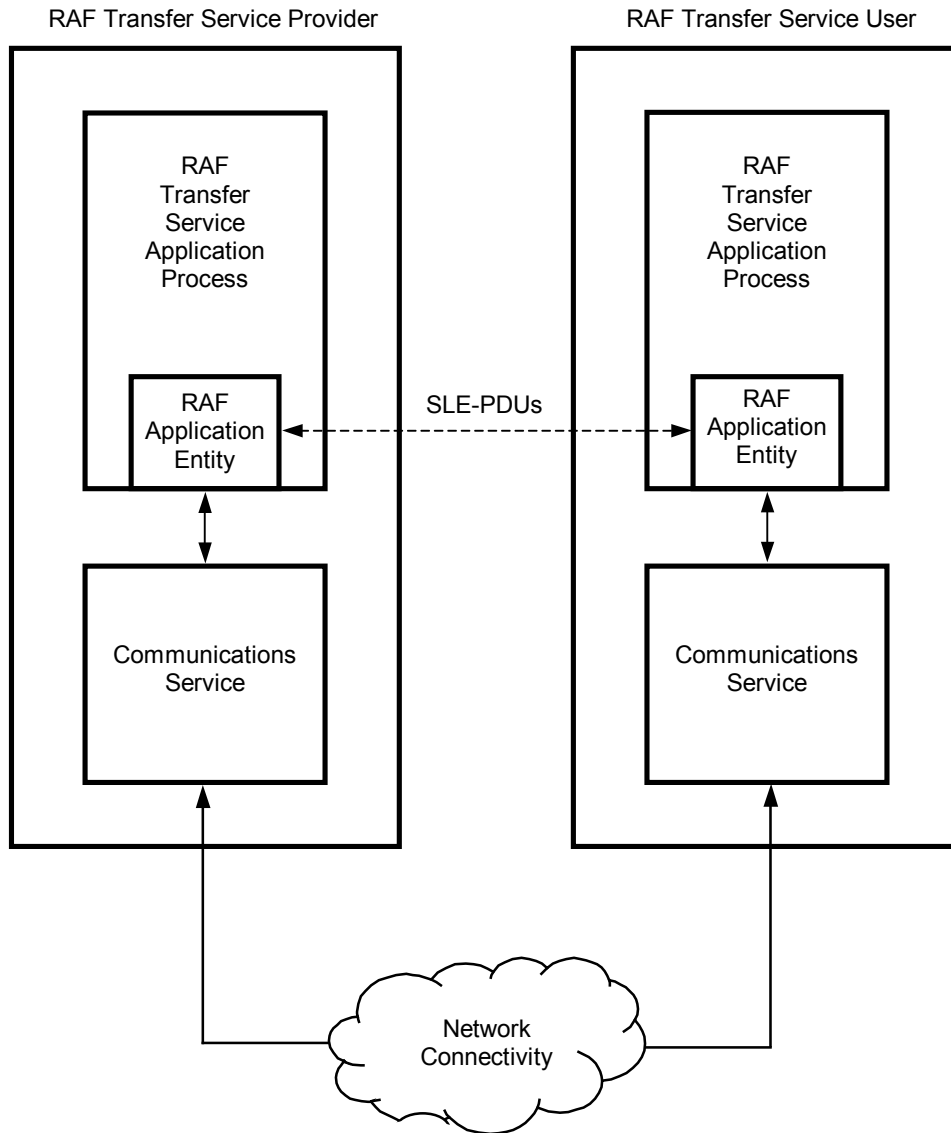 RAF Transfer Service Provider
RAF Transfer Service User
RAF
Transfer
Service
Application
Process
RAF
Transfer
Service
Application
Process
RAF
Application
Entity
SLE-PDUs
RAF
Application
Entity
Communications
Service
Communications
Service
Network
Connectivity